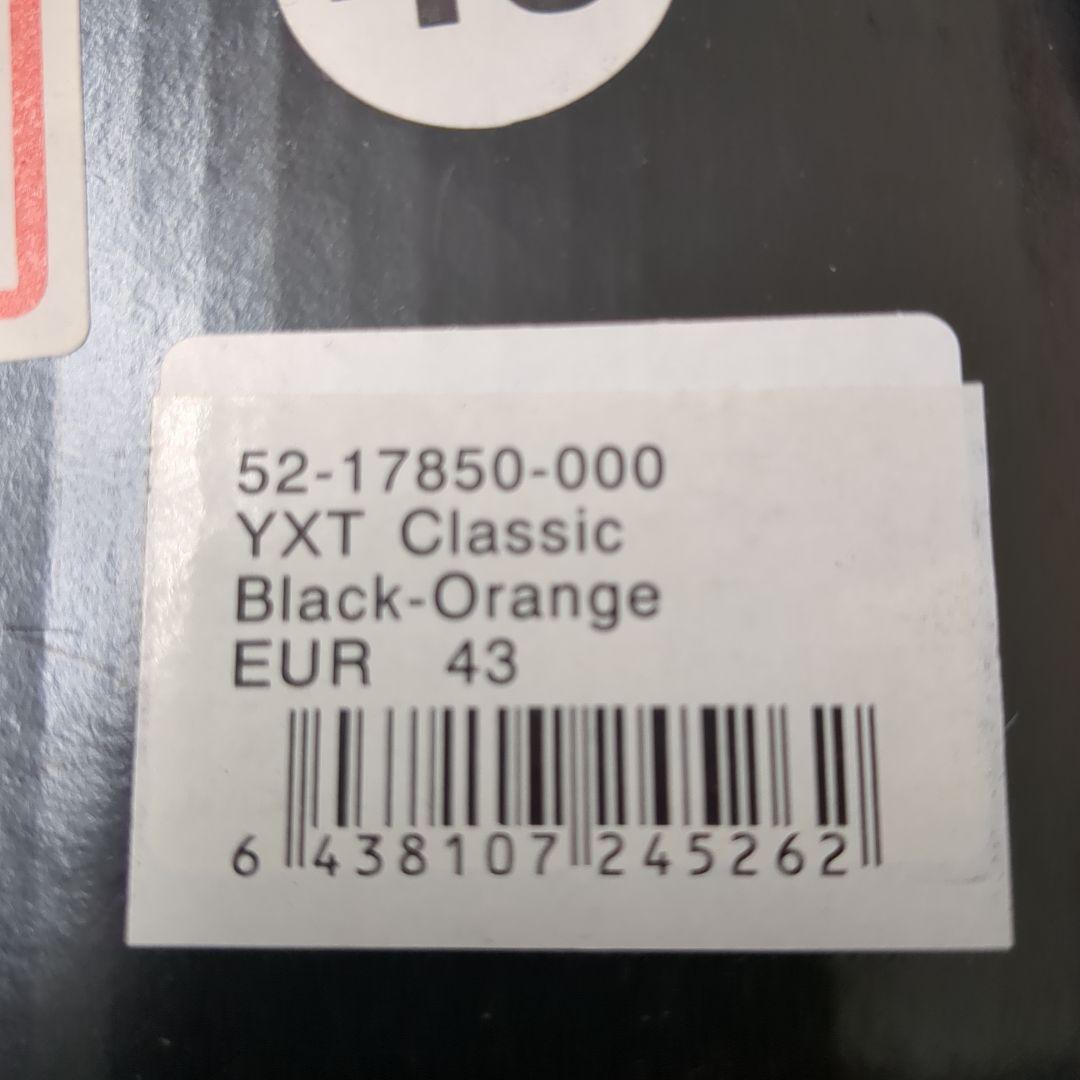 52-17850-000
YXT Classic
Black-Orange
EUR 43
6 438107 245262